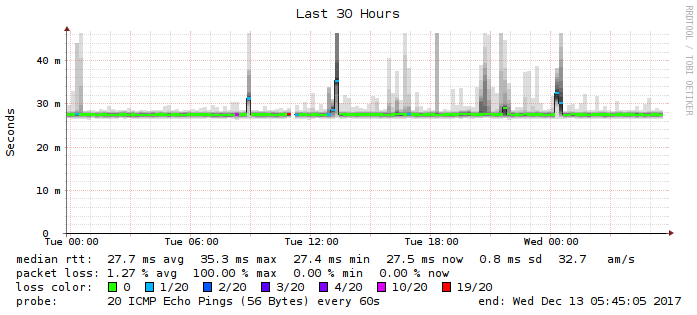 Last 30 Hours
RRDTOOL / TOBI OETIKER
Seconds
40 m
30 m
20 m
10 m
0
Tue 00:00 Tue 06:00 Tue 12:00 Tue 18:00 Wed 00:00
median rtt: 27.7 ms avg 35.3 ms max 27.4 ms min 27.5 ms now 0.8 ms sd 32.7 am/s
packet loss: 1.27 % avg 100.00 % max 0.00 % min 0.00 % now
loss color: 0 1/20 2/20 3/20 4/20 10/20 19/20
probe: 20 ICMP Echo Pings (56 Bytes) every 60s end: Wed Dec 13 05:45:05 2017